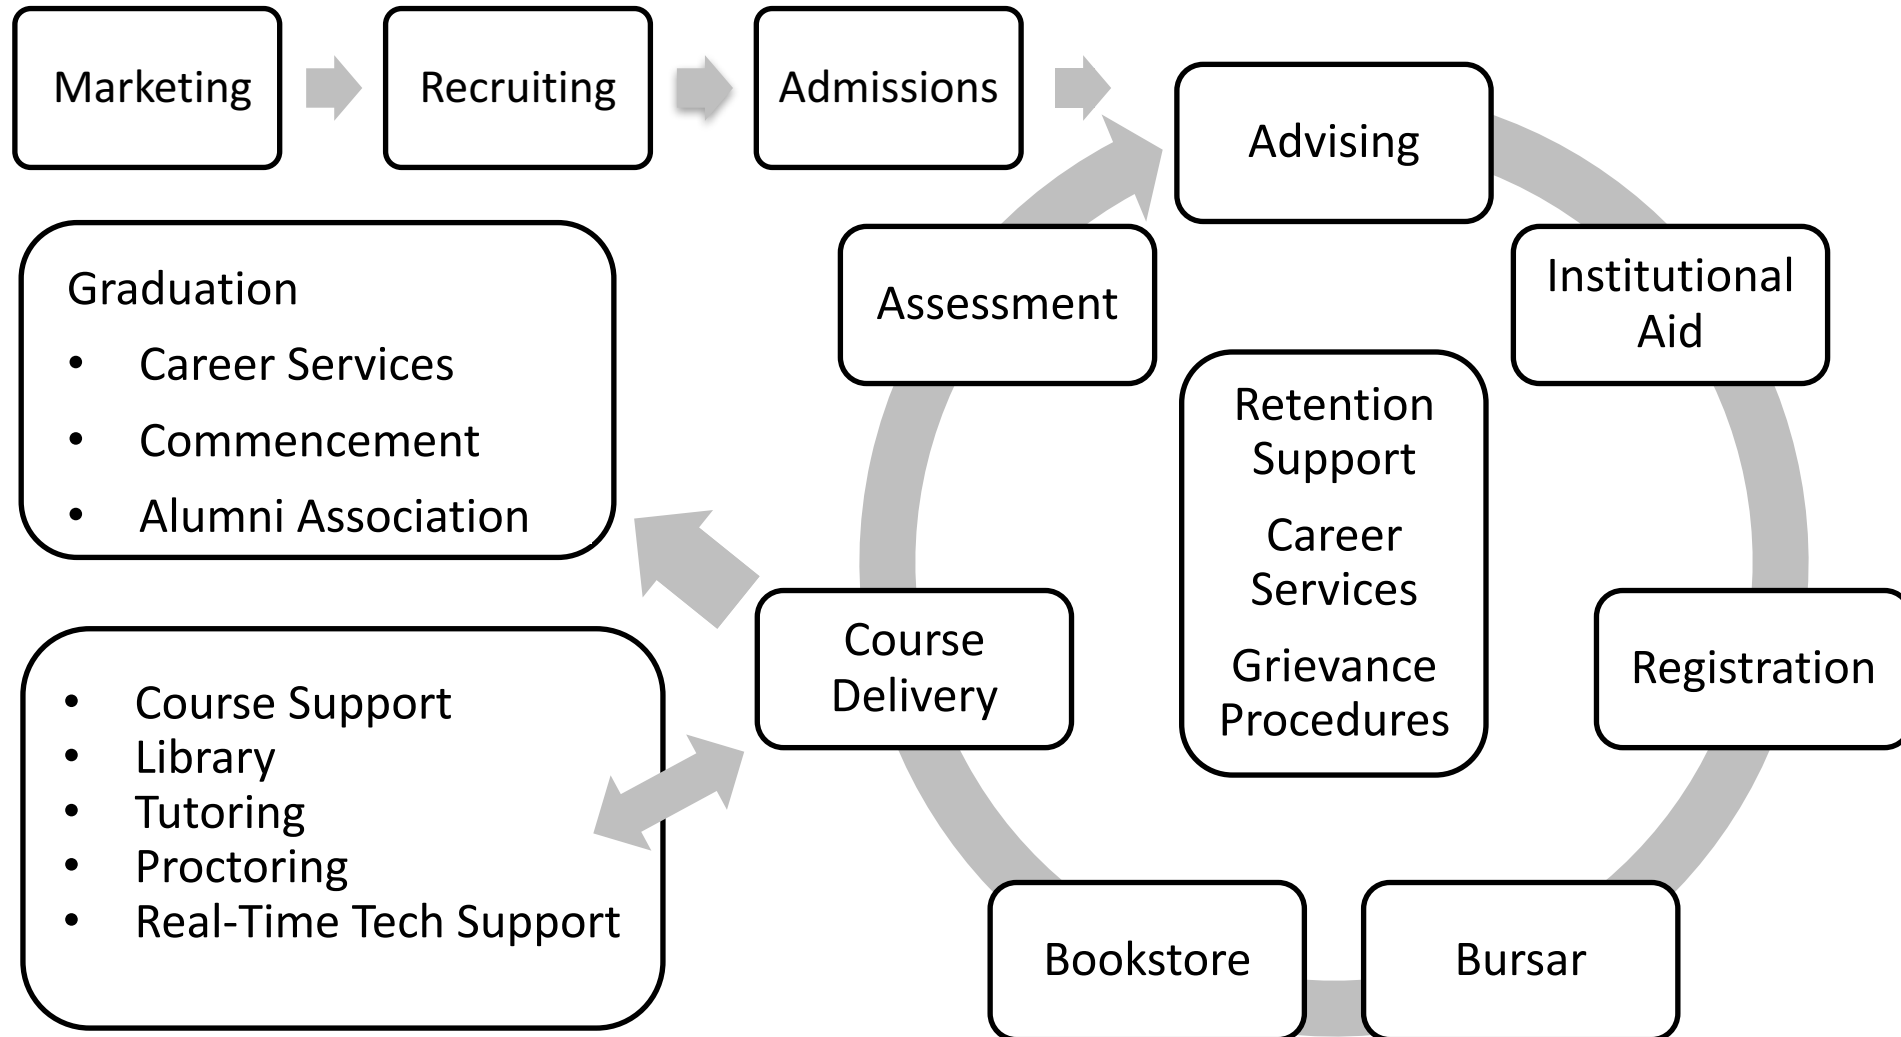 Marketing
Recruiting
Admissions
Advising
Institutional
Aid
Registration
Bursar
Bookstore
Course
Delivery
Assessment
Retention
Support
Career
Services
Grievance
Procedures
Graduation
• Career Services
• Commencement
• Alumni Association
• Course Support
• Library
• Tutoring
• Proctoring
• Real-Time Tech Support